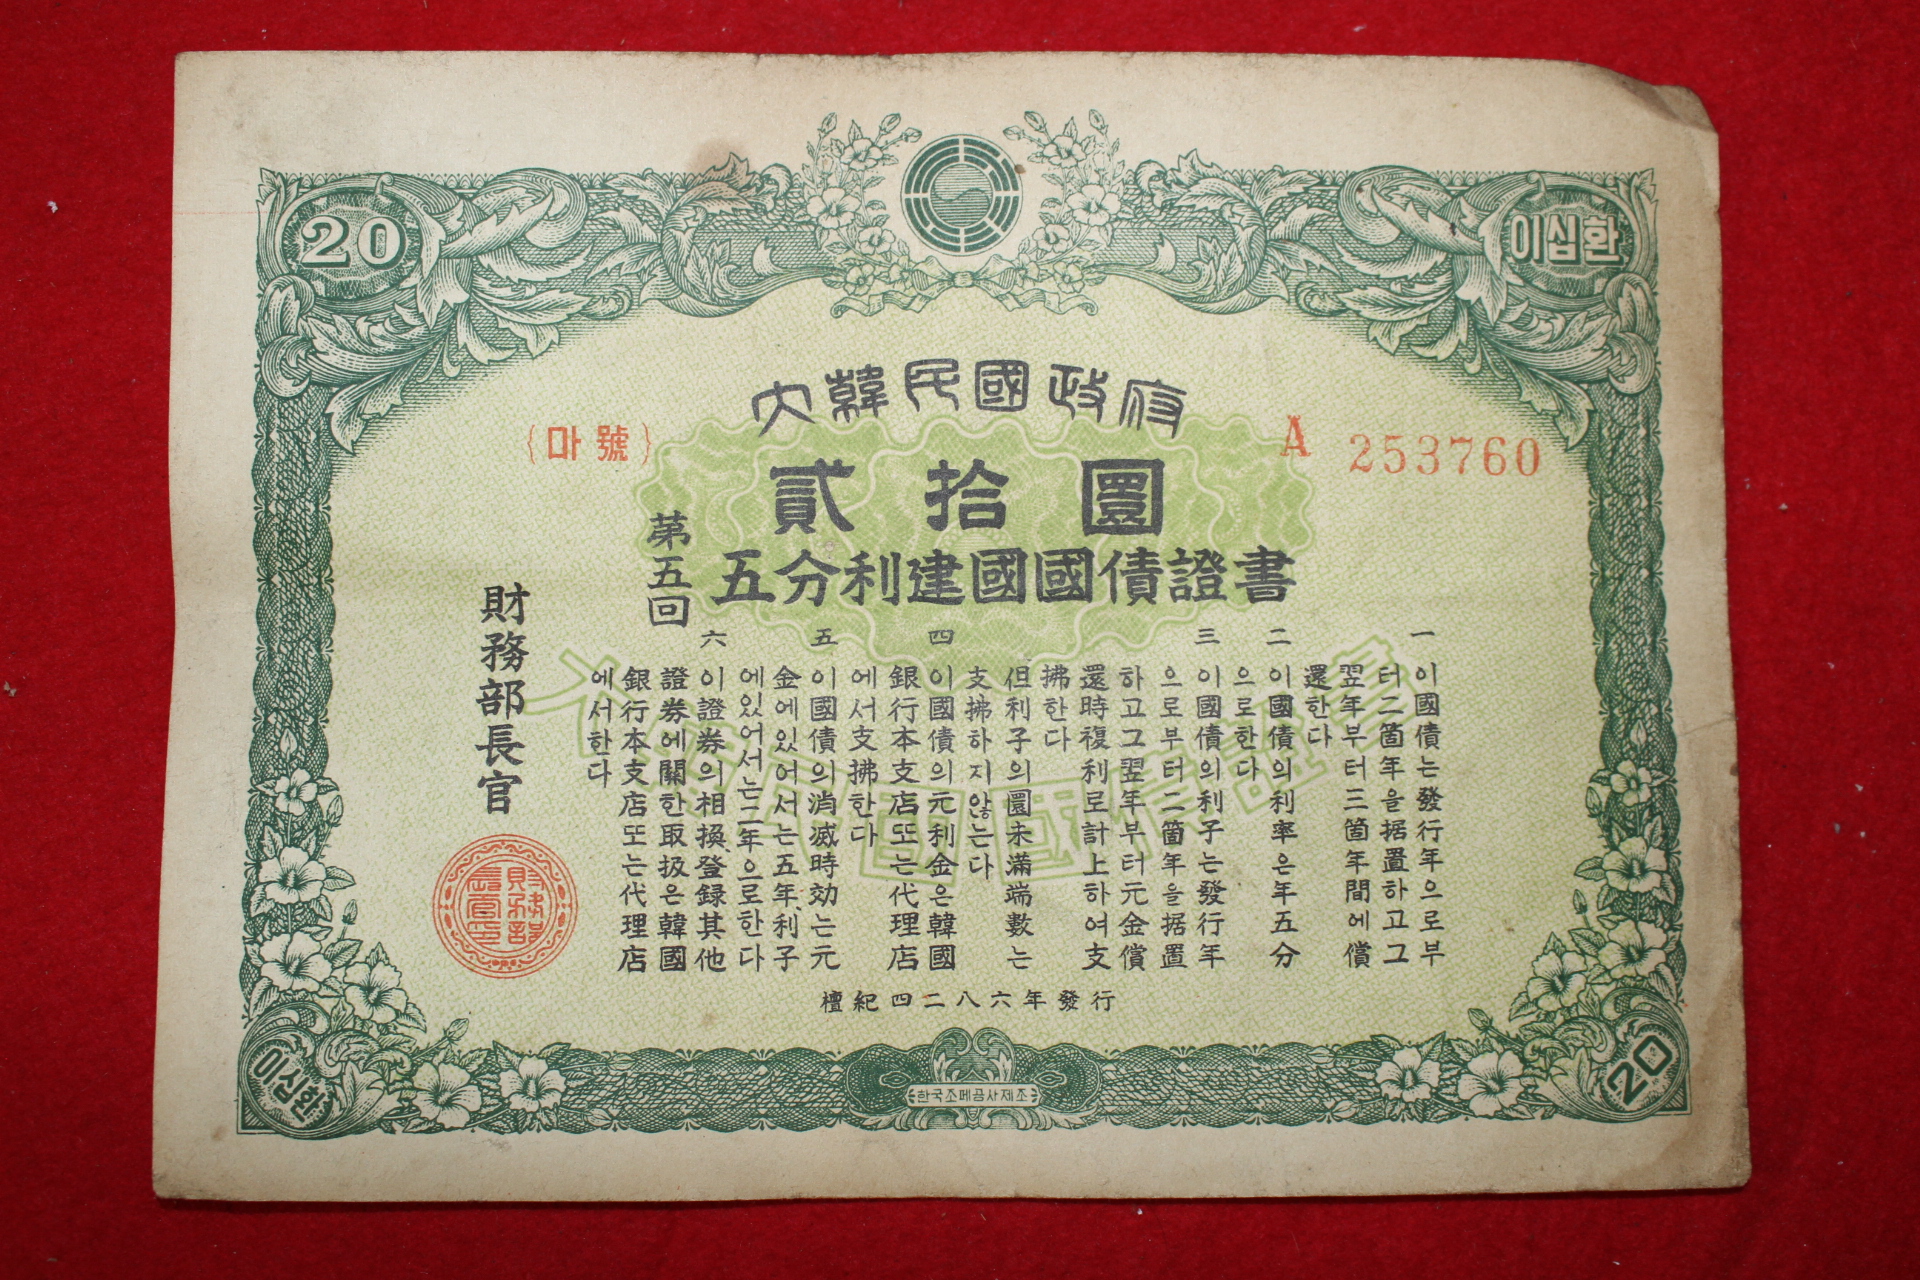 20
이십환
大韓民國政府
{마號}
A 253760
貳拾圜
五分利建國國債證書
第五回
一 이國債는發行年으로부
터二箇年을据置하고그
翌年부터三箇年間에償
還한다
二 이國債의利率은年五分
으로한다
三 이國債의利子는發行年
으로부터二箇年을据置
하고그翌年부터元金償
還時複利로計上하여支
拂한다
但利子의圜未滿端數는
支拂하지않는다
四 이國債의元利金은韓國
銀行本支店또는代理店
에서支拂한다
五 이國債의消滅時効는元
金에있어서는五年、利子
에있어서는二年으로한다
六 이證券의相換登録其他
證券에關한取扱은韓國
銀行本支店또는代理店
에서한다
財務部長官
檀紀四二八六年發行
이십환
한국조폐공사제조
20